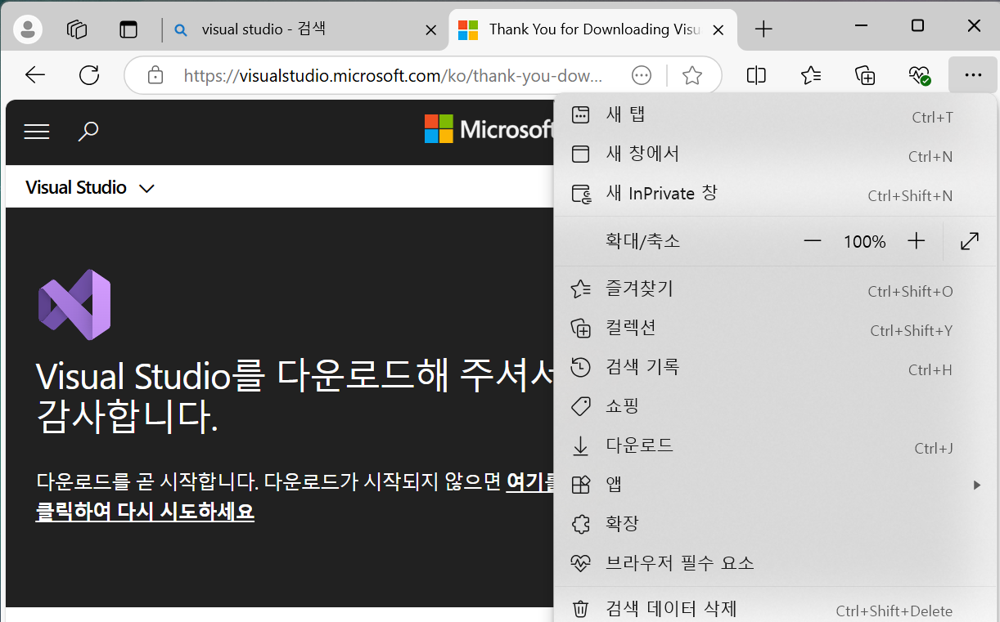 visual studio - 검색
Thank You for Downloading Visu
https://visualstudio.microsoft.com/ko/thank-you-dow...
Microsoft
Visual Studio
Visual Studio를 다운로드해 주셔서
감사합니다.
다운로드를 곧 시작합니다. 다운로드가 시작되지 않으면 여기를
클릭하여 다시 시도하세요
새 탭 Ctrl+T
새 창에서 Ctrl+N
새 InPrivate 창 Ctrl+Shift+N
확대/축소 100%
즐겨찾기 Ctrl+Shift+O
컬렉션 Ctrl+Shift+Y
검색 기록 Ctrl+H
쇼핑
다운로드 Ctrl+J
앱
확장
브라우저 필수 요소
검색 데이터 삭제 Ctrl+Shift+Delete